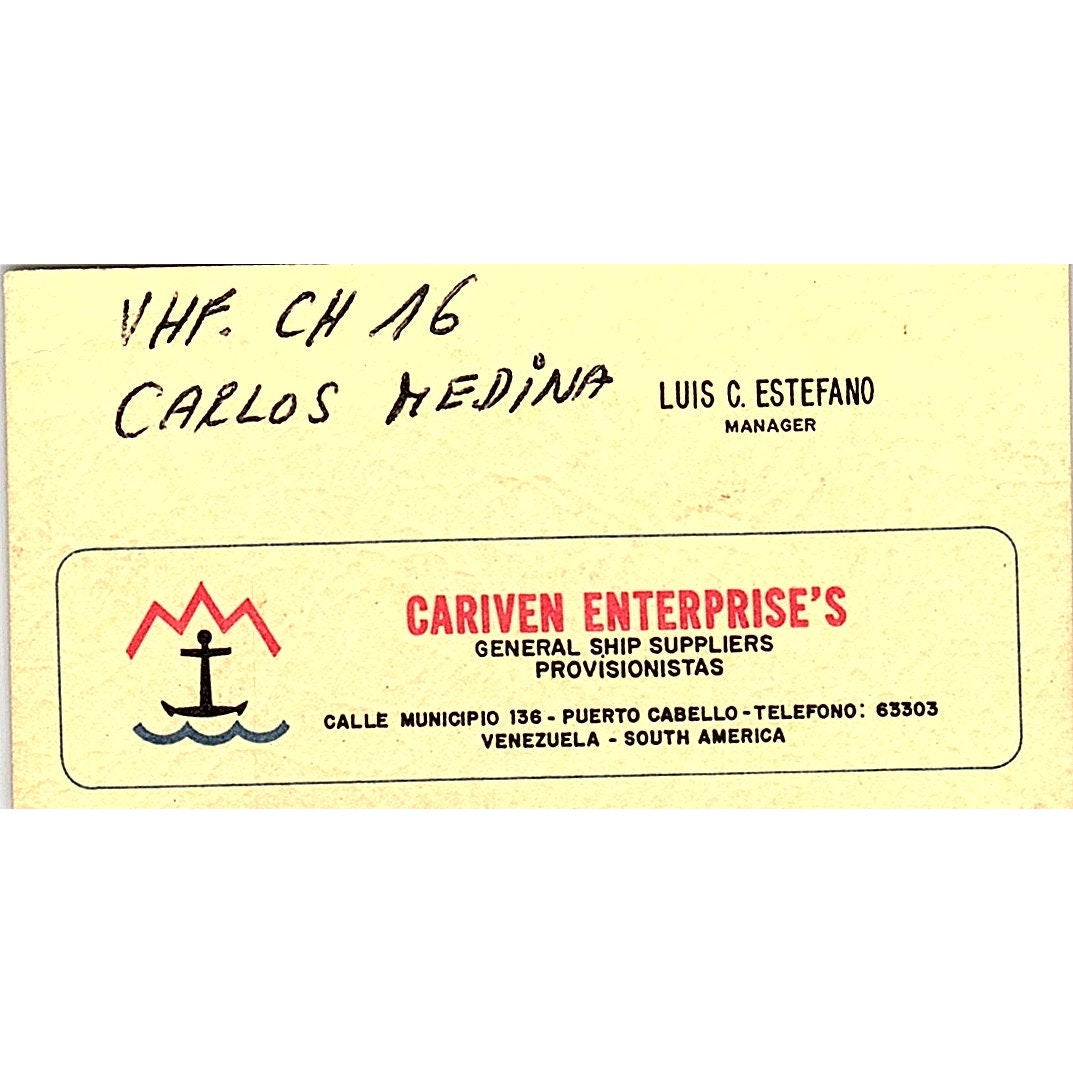 VHF. CH 16
CARLOS MEDiNA
LUIS C. ESTEFANO
MANAGER
CARIVEN ENTERPRISE'S
GENERAL SHIP SUPPLIERS
PROVISIONISTAS
CALLE MUNICIPIO 136 - PUERTO CABELLO - TELEFONO: 63303
VENEZUELA - SOUTH AMERICA